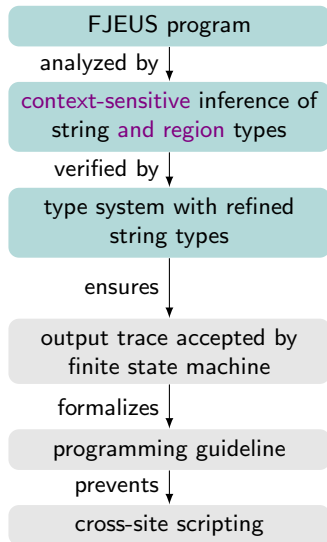 FJEUS program
analyzed by
context-sensitive inference of
string and region types
verified by
type system with refined
string types
ensures
output trace accepted by
finite state machine
formalizes
programming guideline
prevents
cross-site scripting